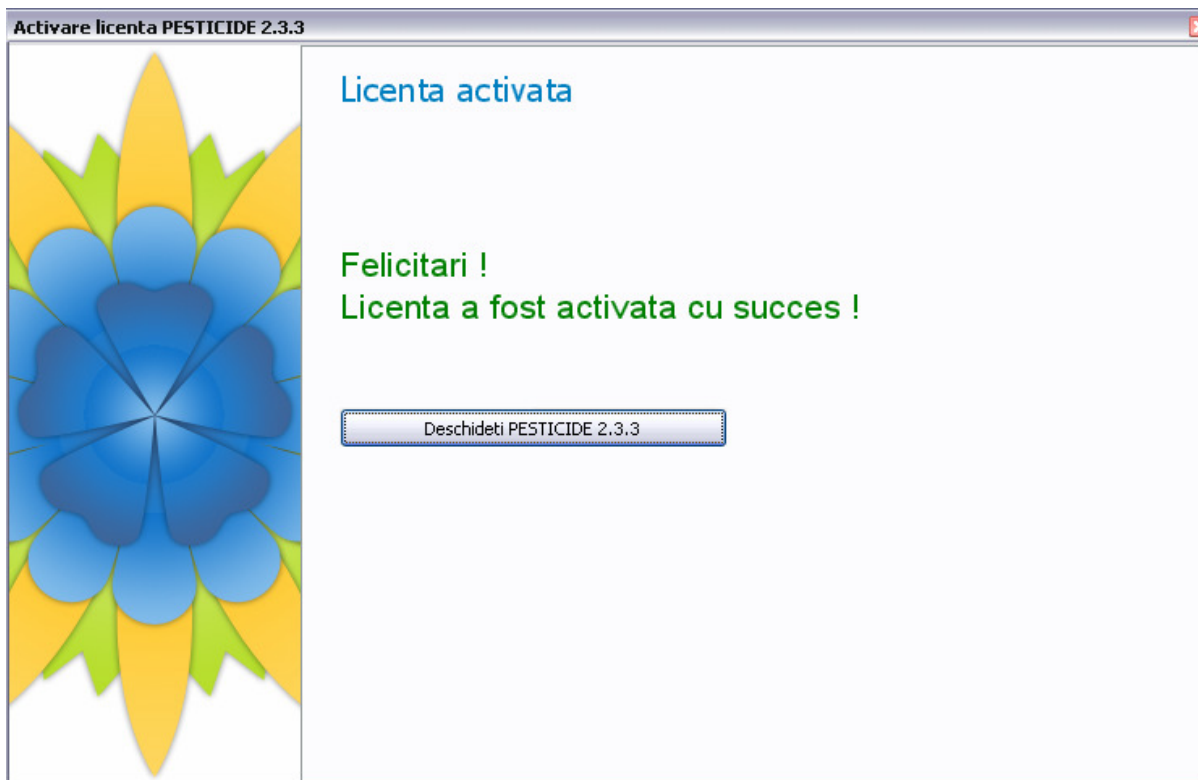 Activare licenta PESTICIDE 2.3.3
Licenta activata
Felicitari !
Licenta a fost activata cu succes !
Deschideti PESTICIDE 2.3.3